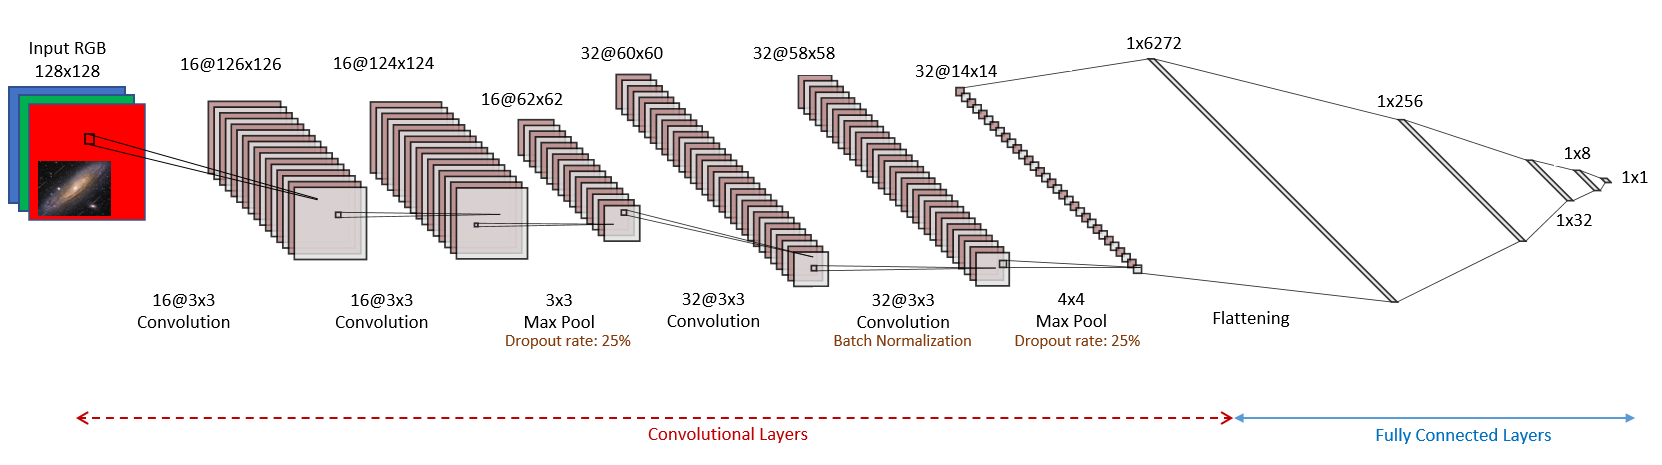 Input RGB
128x128
16@126x126
16@124x124
16@62x62
32@60x60
32@58x58
32@14x14
1x6272
1x256
1x8
1x1
1x32
16@3x3
Convolution
16@3x3
Convolution
3x3
Max Pool
Dropout rate: 25%
32@3x3
Convolution
32@3x3
Convolution
Batch Normalization
4x4
Max Pool
Dropout rate: 25%
Flattening
Convolutional Layers
Fully Connected Layers